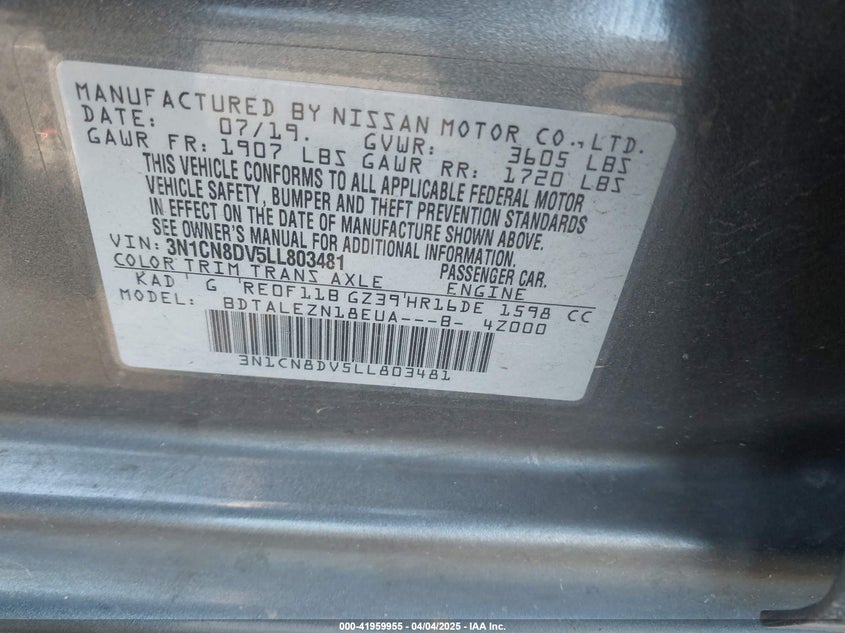 MANUFACTURED BY NISSAN MOTOR CO., LTD.
DATE: 07/19. GVWR: 3605 LBS
GAWR FR: 1907 LBS GAWR RR: 1720 LBS
THIS VEHICLE CONFORMS TO ALL APPLICABLE FEDERAL MOTOR
VEHICLE SAFETY, BUMPER AND THEFT PREVENTION STANDARDS
IN EFFECT ON THE DATE OF MANUFACTURE SHOWN ABOVE.
SEE OWNER'S MANUAL FOR ADDITIONAL INFORMATION.
VIN: 3N1CN8DV5LL803481 PASSENGER CAR.
COLOR TRIM TRANS AXLE ENGINE
KAD' G 'RE0F11B GZ39'HR16DE 1598 CC
MODEL: BDTALEZN18EUA---B- 4Z000
3N1CN8DV5LL803481
000-41959955 - 04/04/2025 - IAA Inc.